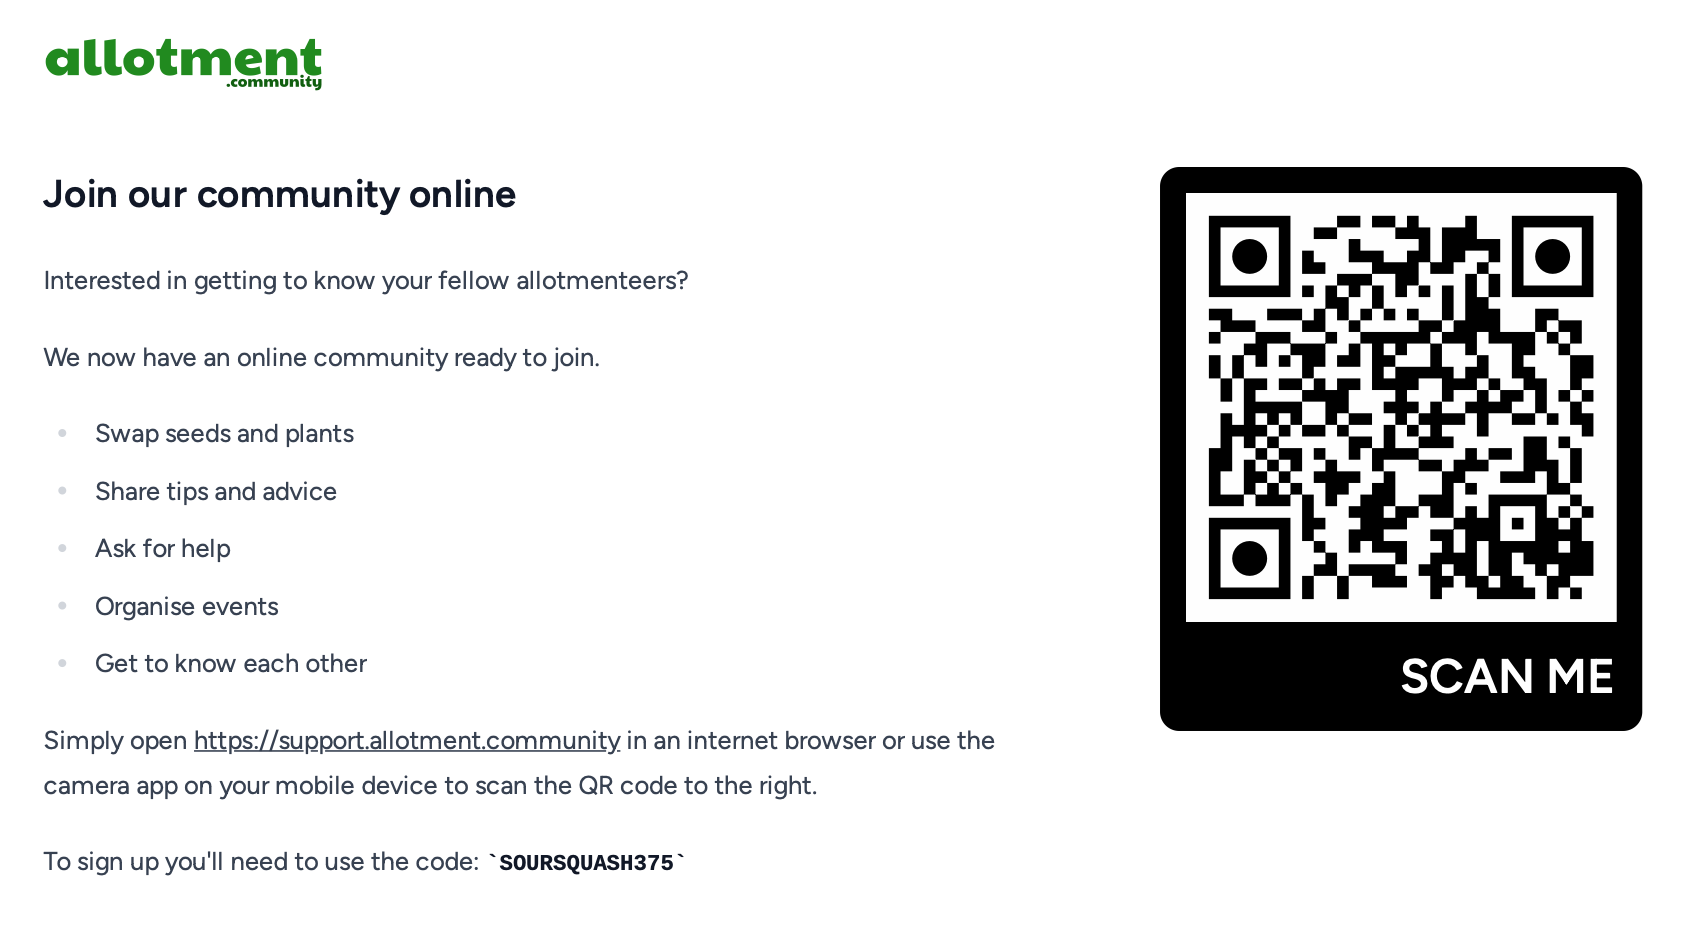 allotment
.community
Join our community online
Interested in getting to know your fellow allotmenteers?
We now have an online community ready to join.
Swap seeds and plants
Share tips and advice
Ask for help
Organise events
Get to know each other
SCAN ME
Simply open https://support.allotment.community in an internet browser or use the
camera app on your mobile device to scan the QR code to the right.
To sign up you'll need to use the code: `SOURSQUASH375`